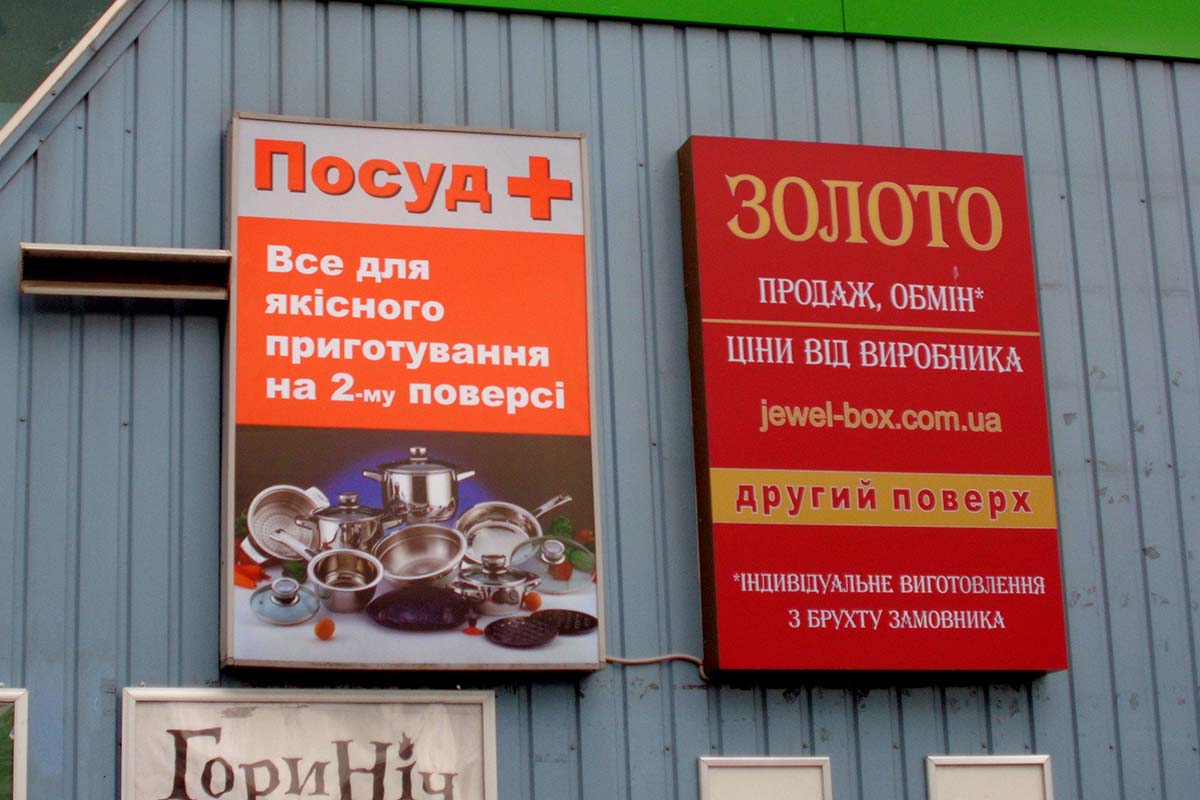 Посуд +
Все для
якісного
приготування
на 2-му поверсі
ЗОЛОТО
ПРОДАЖ, ОБМІН*
ЦІНИ ВІД ВИРОБНИКА
jewel-box.com.ua
другий поверх
*ІНДИВІДУАЛЬНЕ ВИГОТОВЛЕННЯ
З БРУХТУ ЗАМОВНИКА
ГориНіч